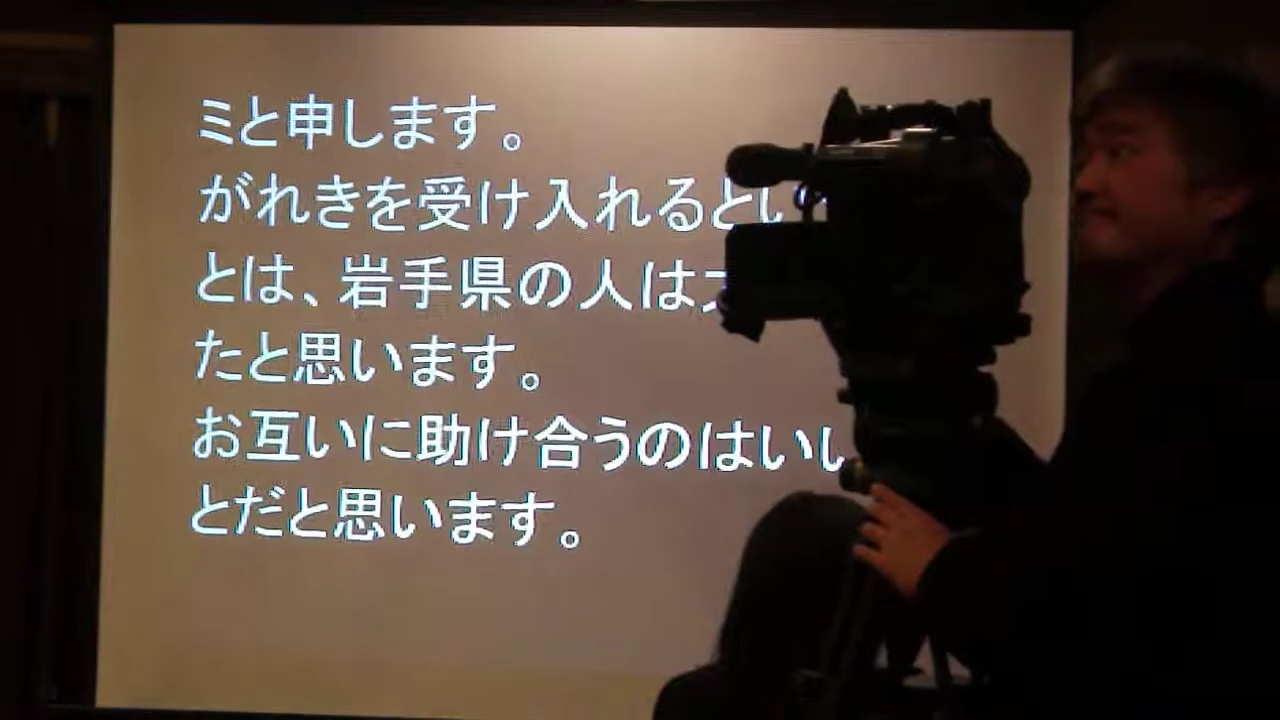 ミと申します。
がれきを受け入れるとい
とは、岩手県の人は
たと思います。
お互いに助け合うのはいい
とだと思います。